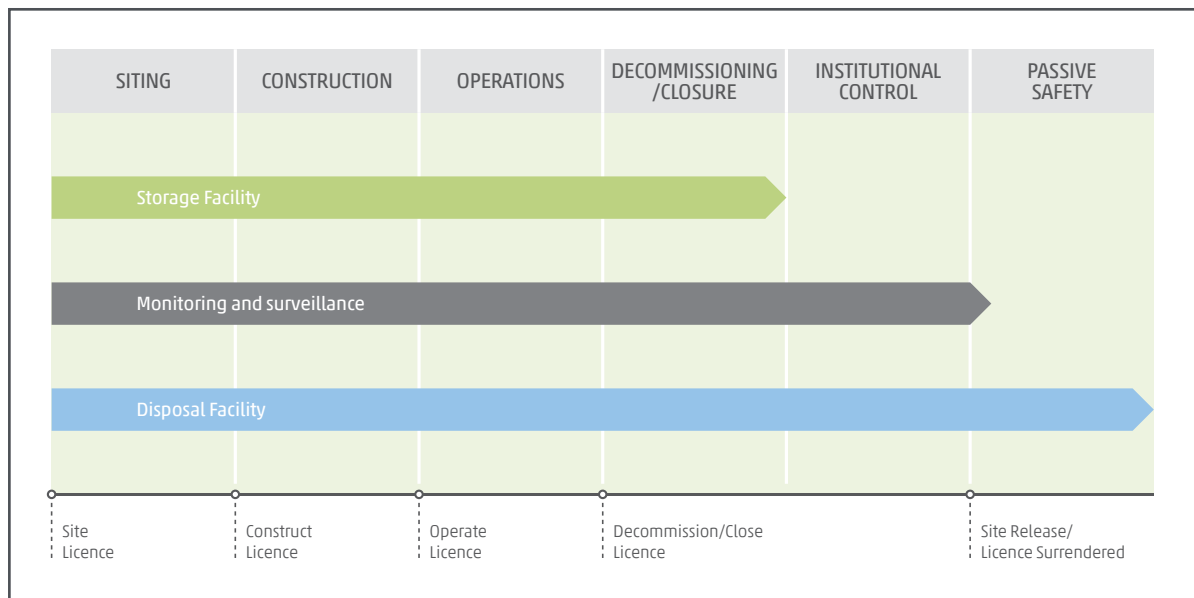 SITING
CONSTRUCTION
OPERATIONS
DECOMMISSIONING
/CLOSURE
INSTITUTIONAL
CONTROL
PASSIVE
SAFETY
Storage Facility
Monitoring and surveillance
Disposal Facility
Site
Licence
Construct
Licence
Operate
Licence
Decommission/Close
Licence
Site Release/
Licence Surrendered